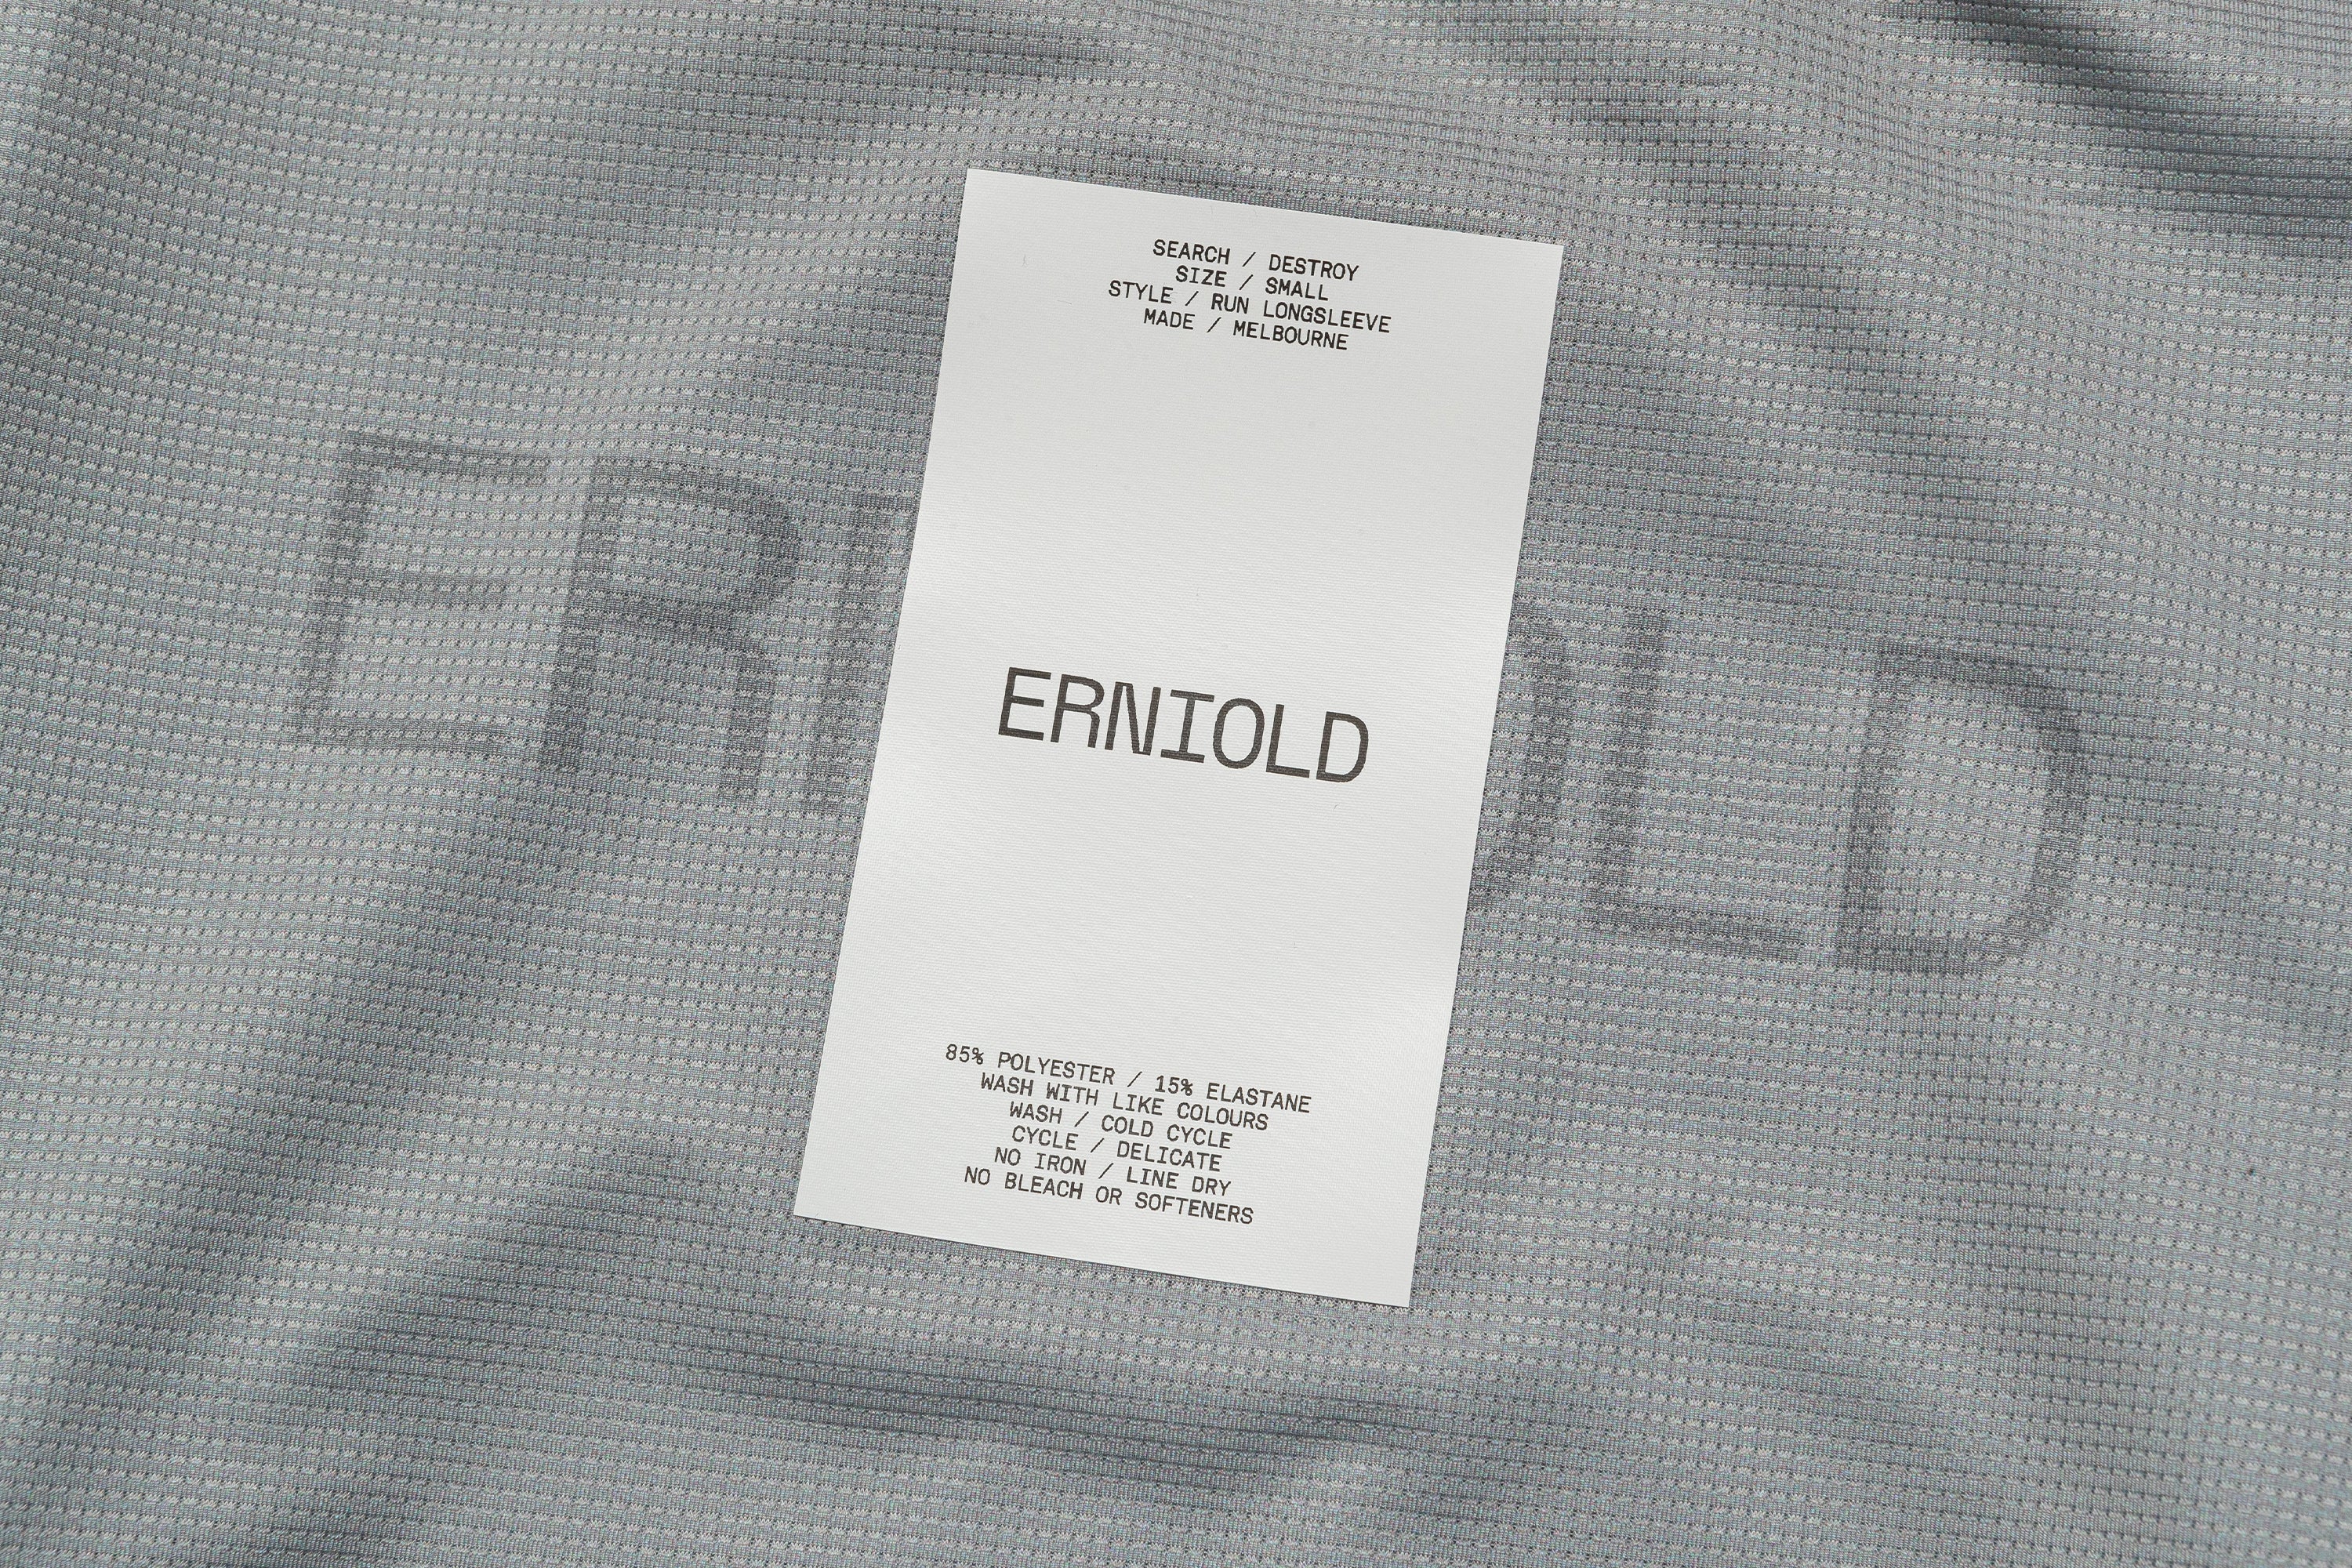 SEARCH / DESTROY
SIZE / SMALL
STYLE / RUN LONGSLEEVE
MADE / MELBOURNE
ERNIOLD
85% POLYESTER / 15% ELASTANE
WASH WITH LIKE COLOURS
WASH / COLD CYCLE
CYCLE / DELICATE
NO IRON / LINE DRY
NO BLEACH OR SOFTENERS